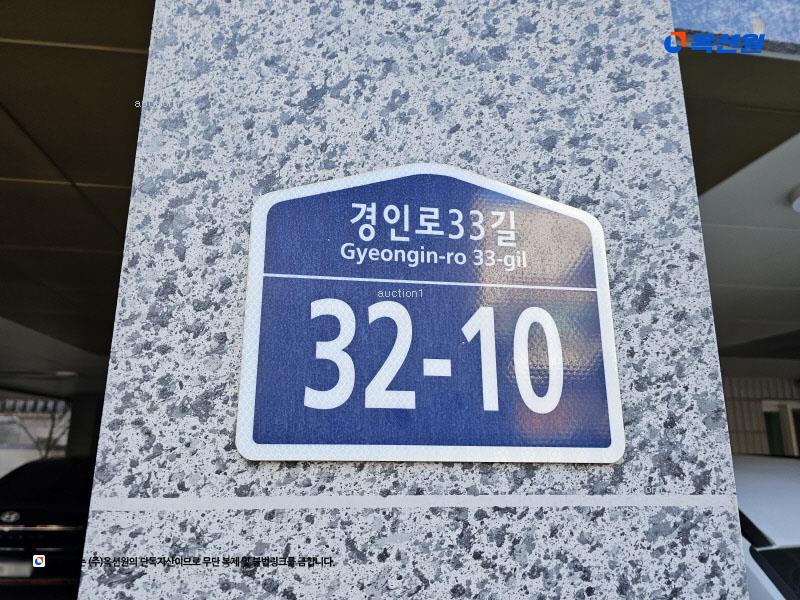 옥션원
경인로33길
Gyeongin-ro 33-gil
auction1
32-10
는 (주)옥션원의 단독자산이므로 무단 복제 및 불법링크를 금합니다.